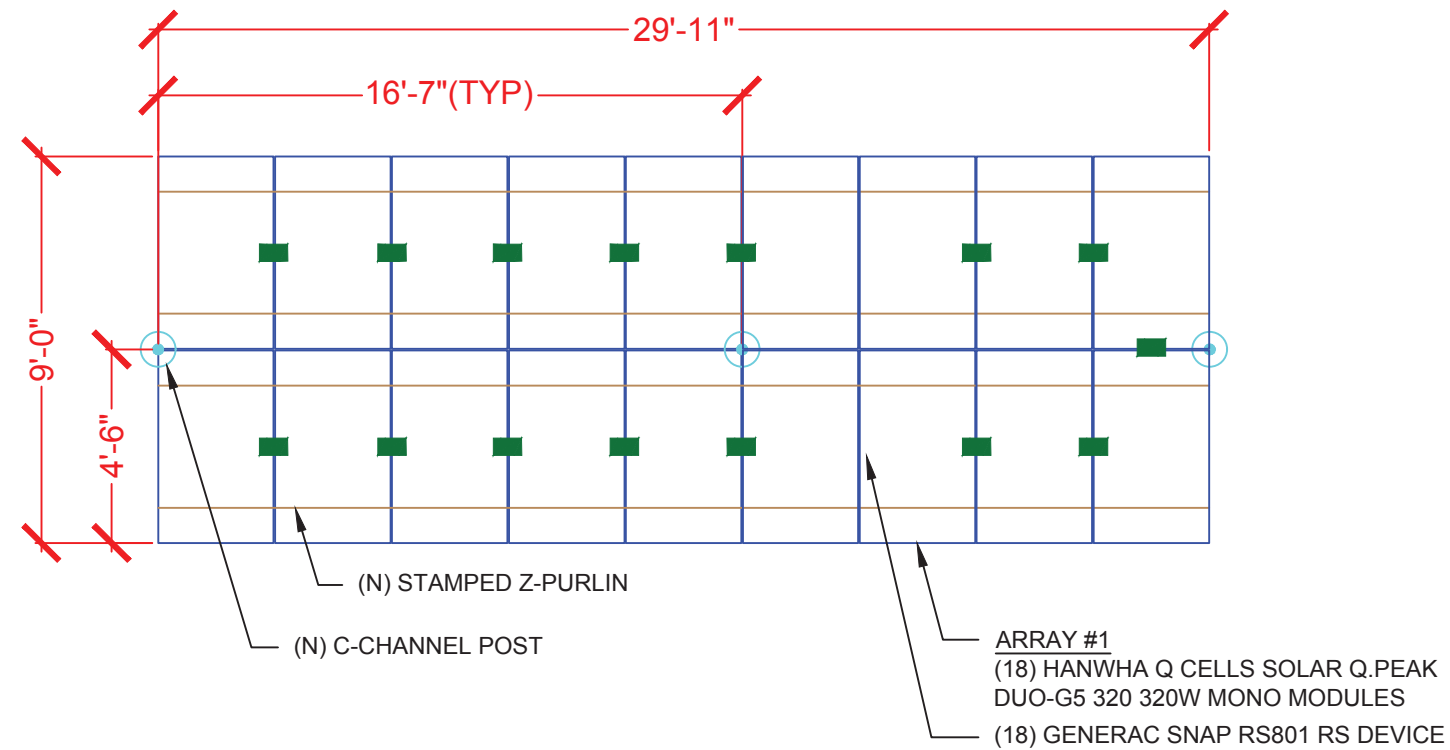 29'-11"
16'-7"(TYP)
9'-0"
4'-6"
(N) STAMPED Z-PURLIN
(N) C-CHANNEL POST
ARRAY #1
(18) HANWHA Q CELLS SOLAR Q.PEAK
DUO-G5 320 320W MONO MODULES
(18) GENERAC SNAP RS801 RS DEVICE